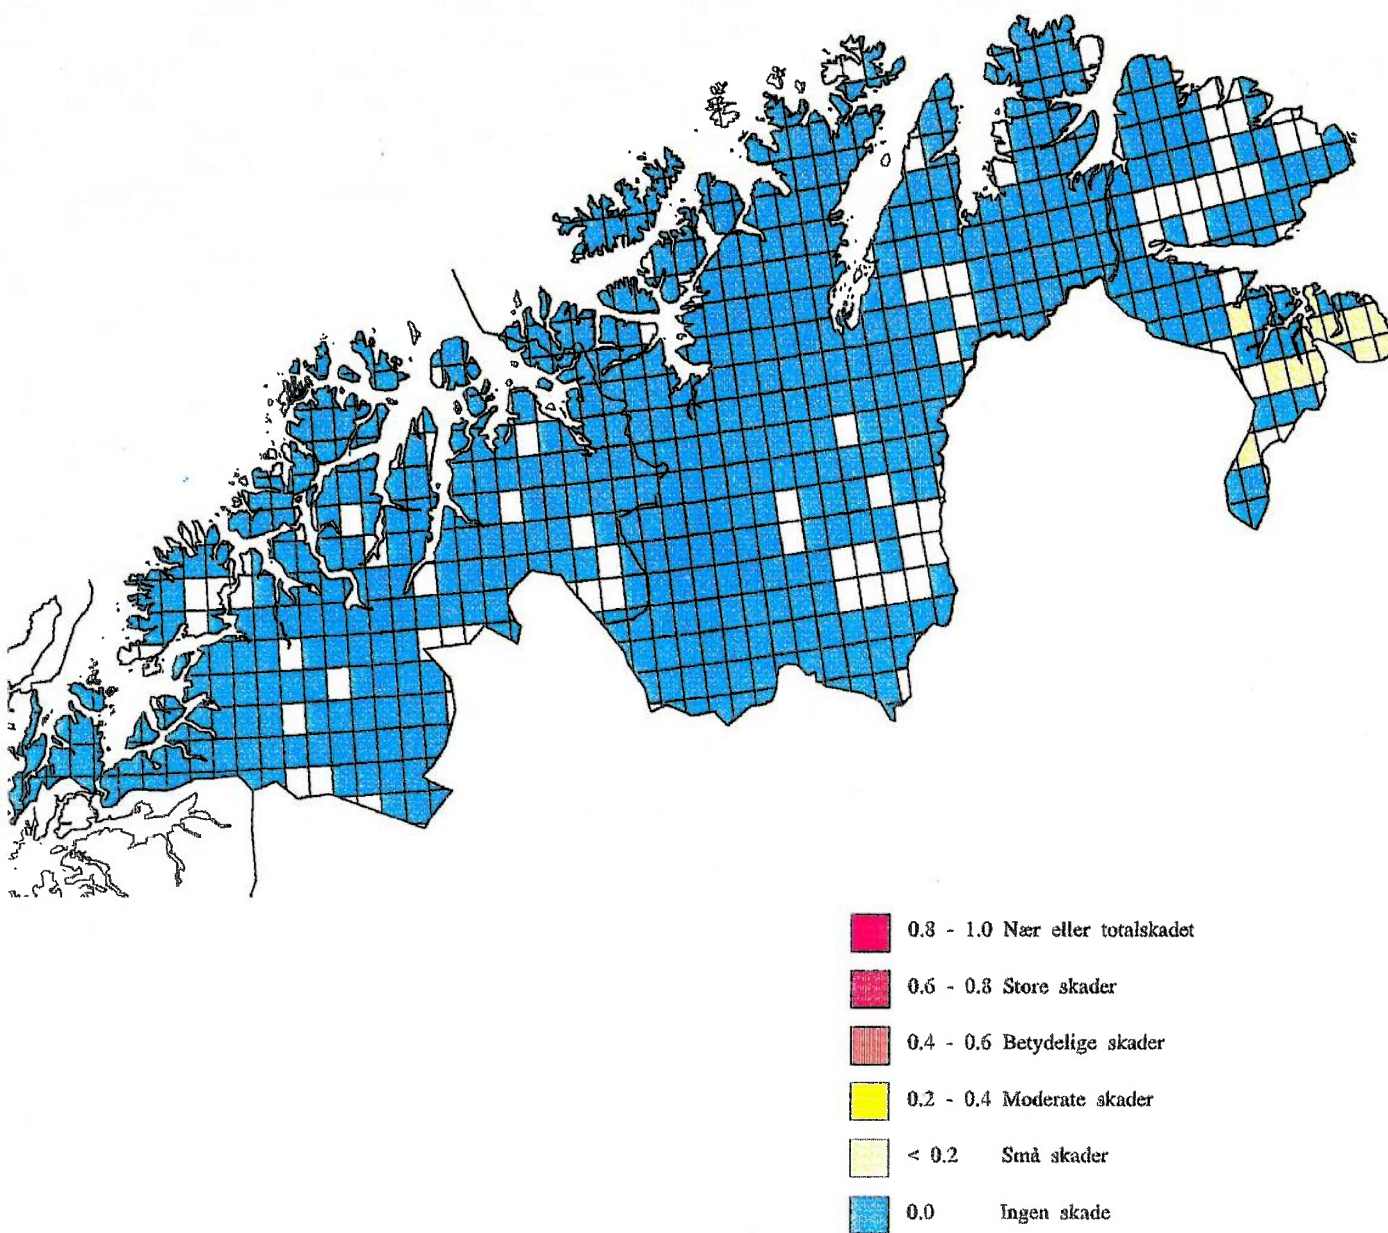 0.8 - 1.0 Nær eller totalskadet
0.6 - 0.8 Store skader
0.4 - 0.6 Betydelige skader
0.2 - 0.4 Moderate skader
< 0.2 Små skader
0.0 Ingen skade